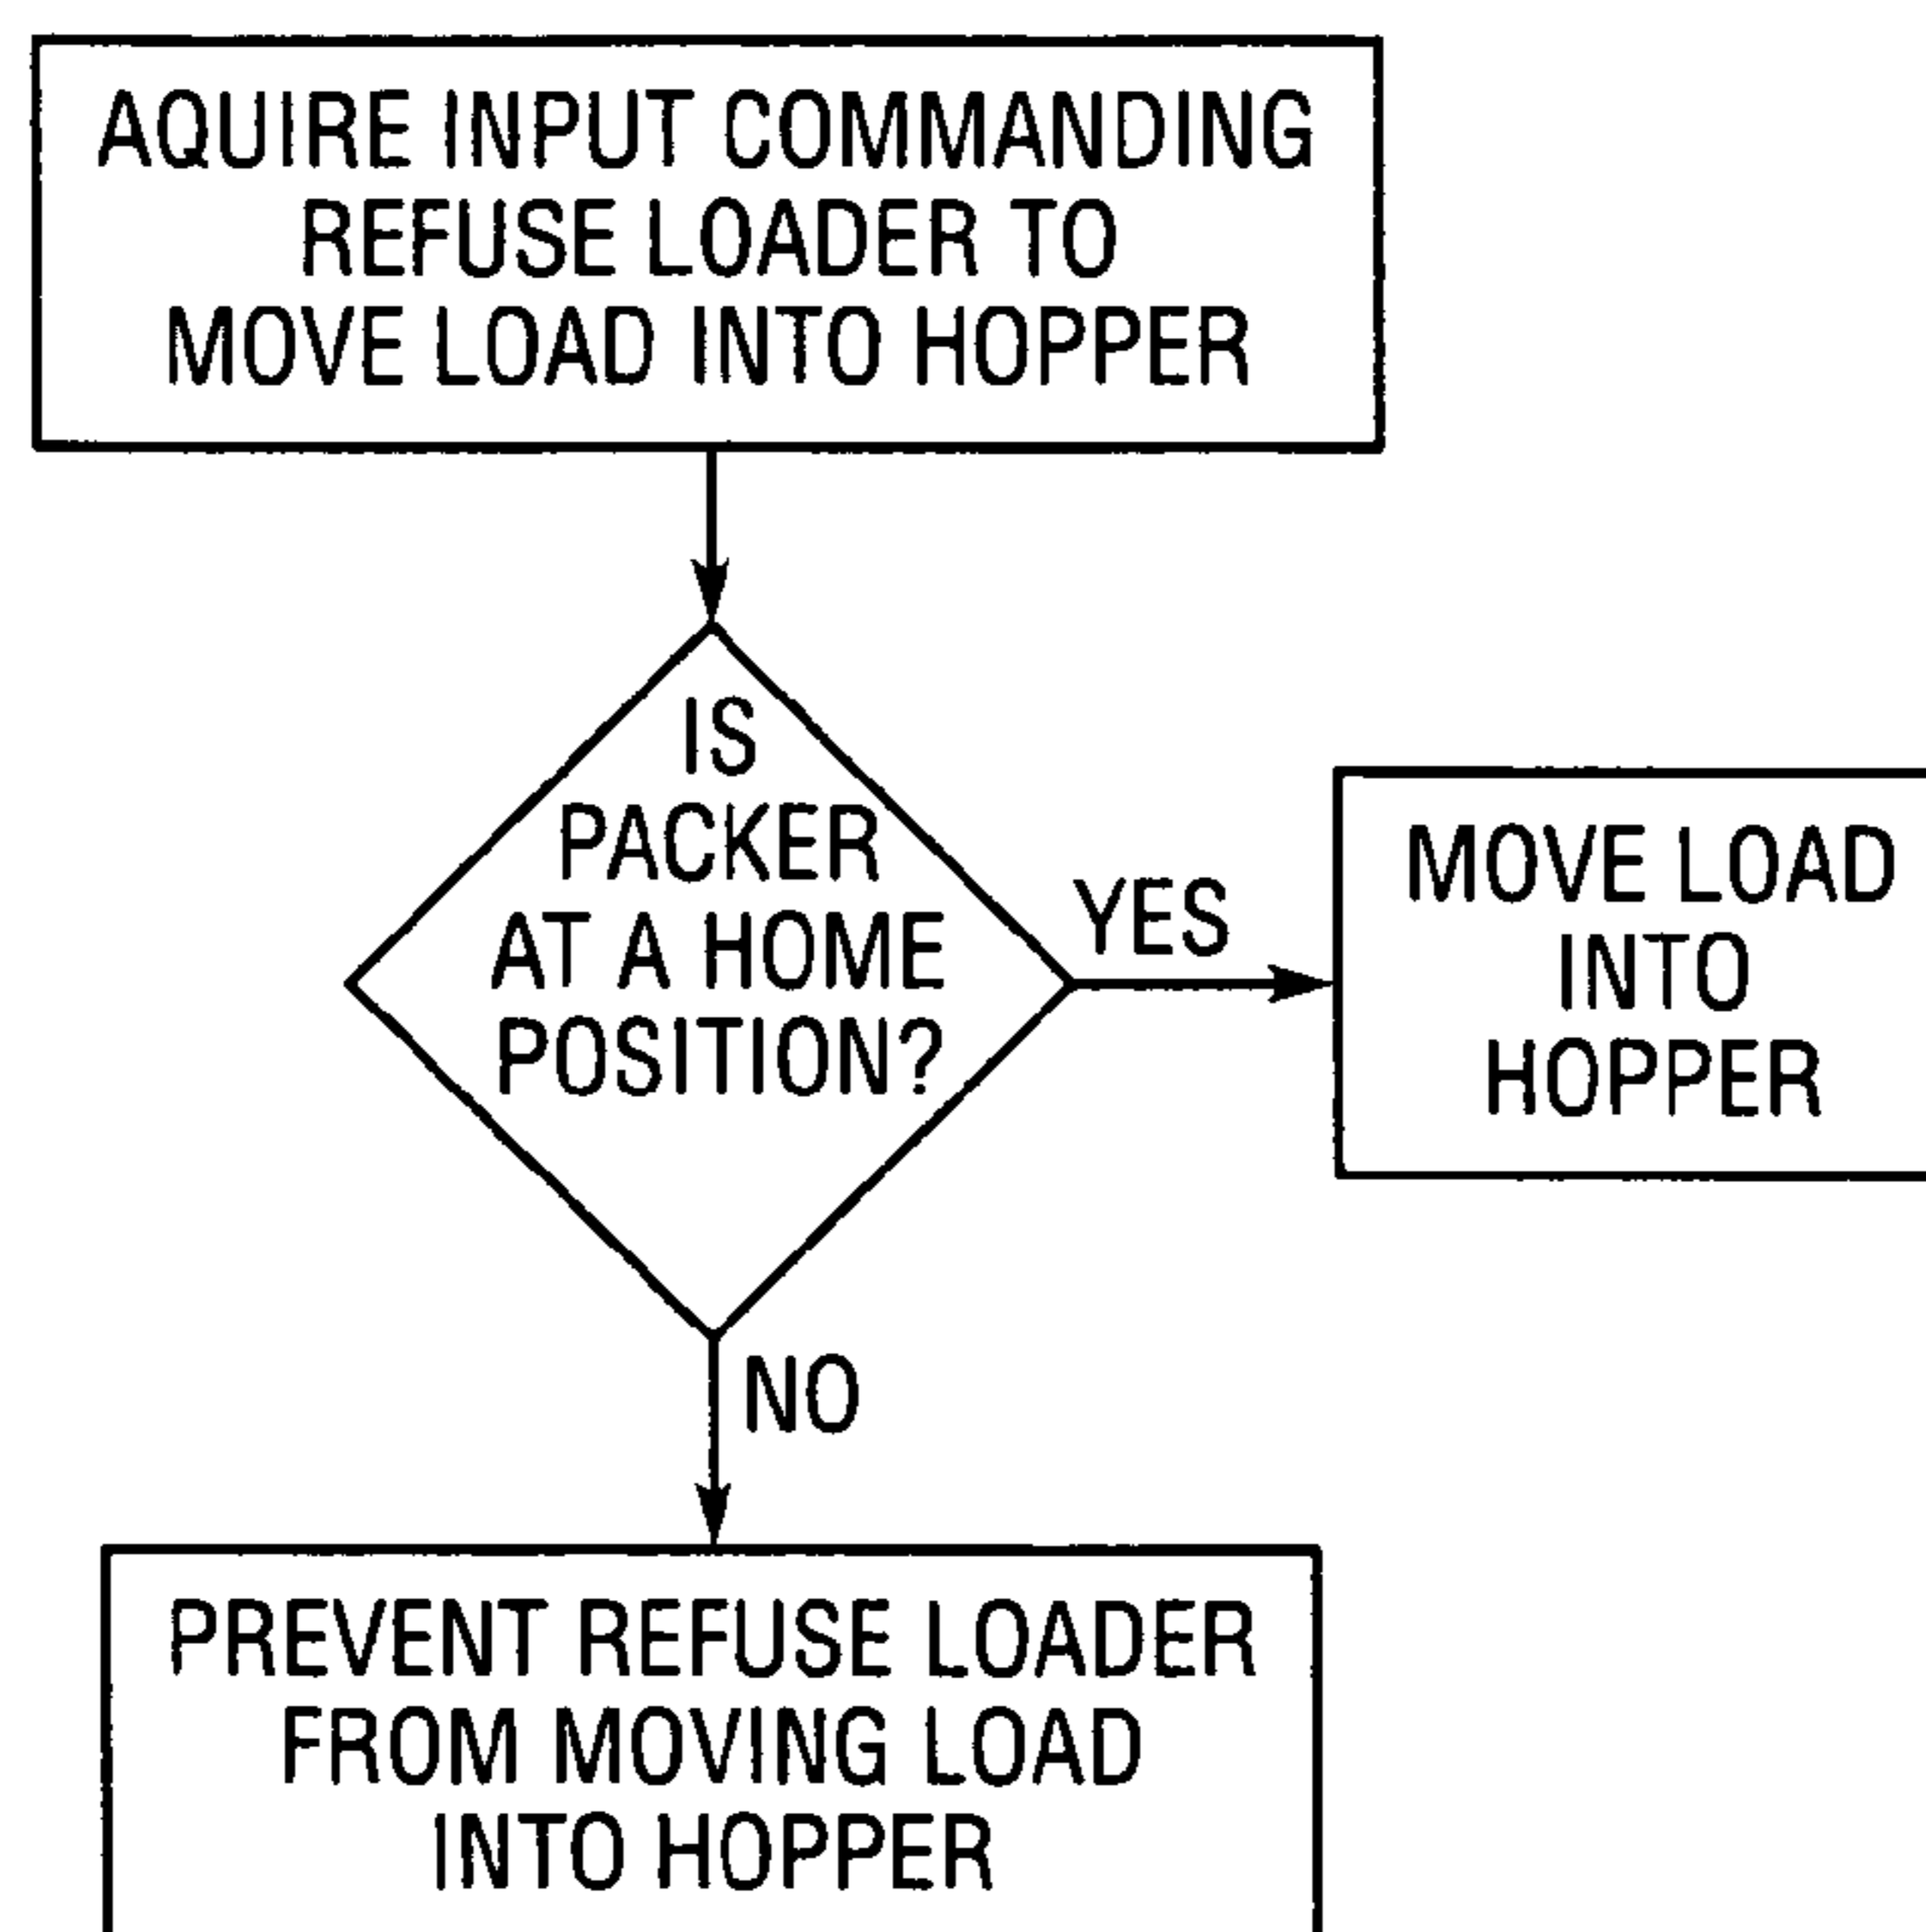 AQUIRE INPUT COMMANDING
REFUSE LOADER TO
MOVE LOAD INTO HOPPER
IS
PACKER
AT A HOME
POSITION?
YES
MOVE LOAD
INTO
HOPPER
NO
PREVENT REFUSE LOADER
FROM MOVING LOAD
INTO HOPPER